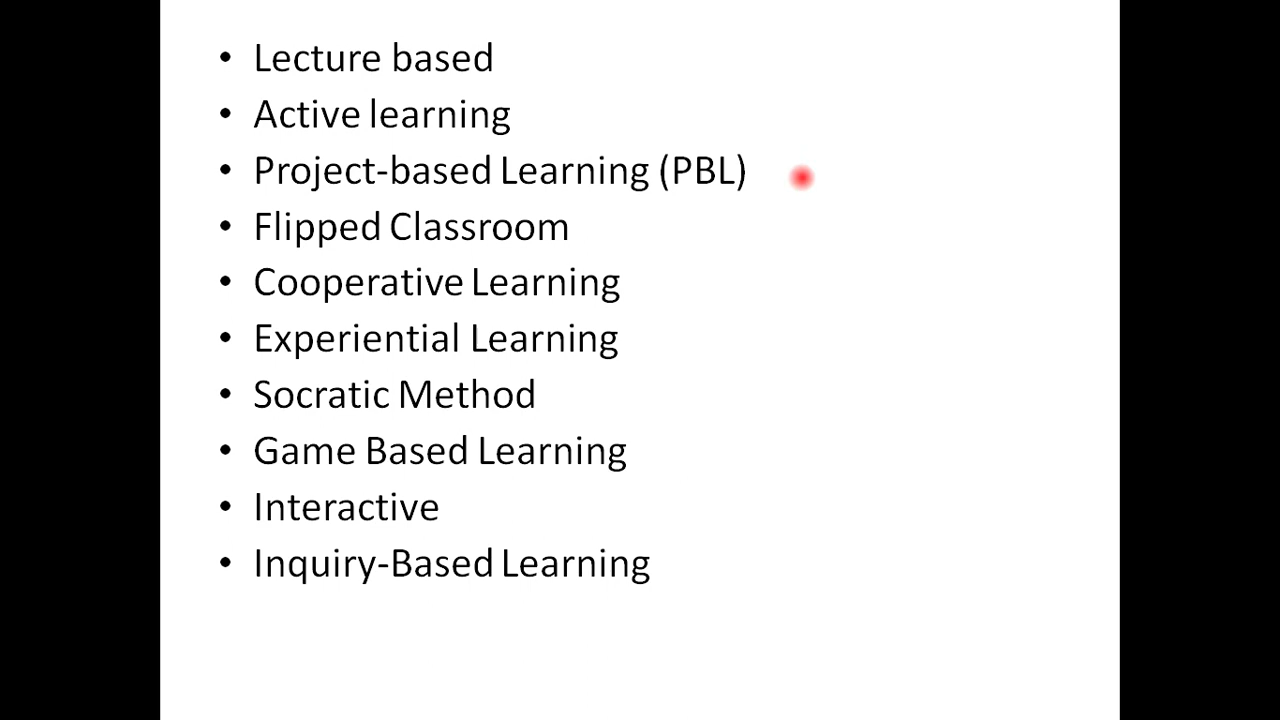 • Lecture based
• Active learning
• Project-based Learning (PBL)
• Flipped Classroom
• Cooperative Learning
• Experiential Learning
• Socratic Method
• Game Based Learning
• Interactive
• Inquiry-Based Learning